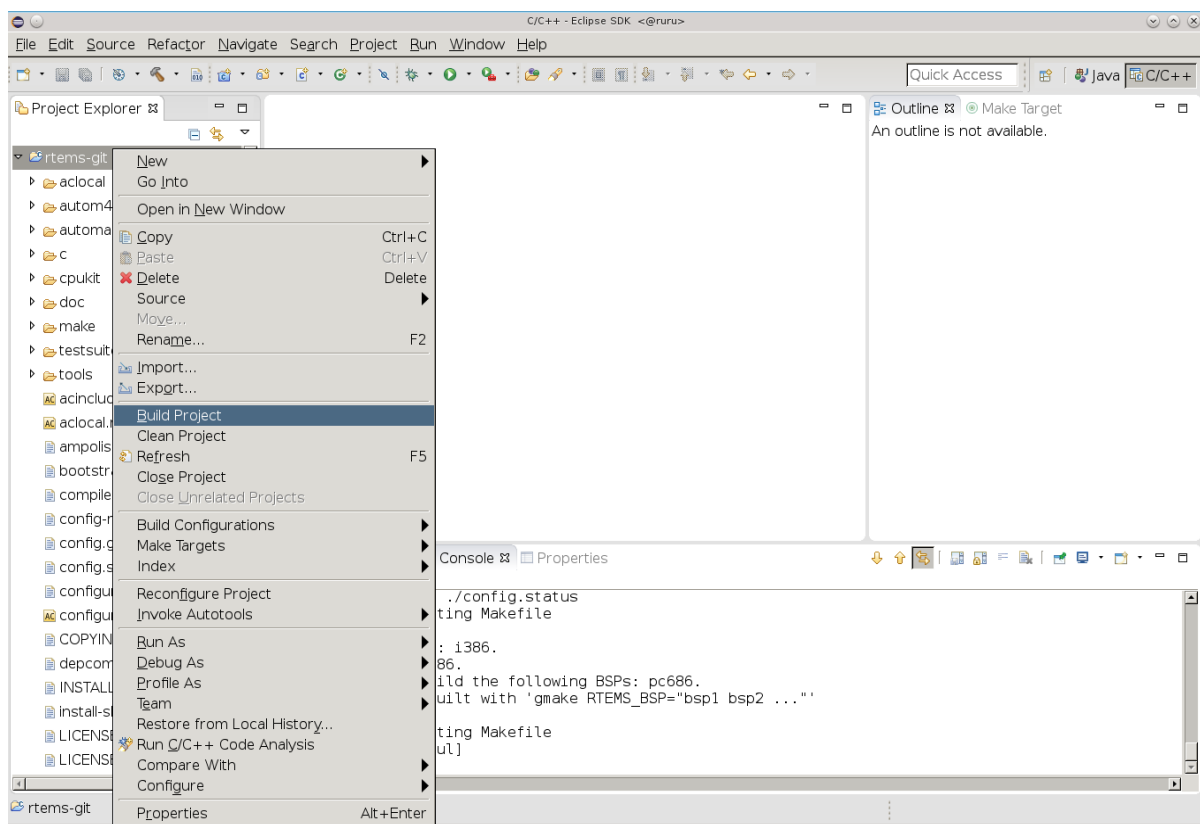 C/C++ - Eclipse SDK <@ruru>
File Edit Source Refactor Navigate Search Project Run Window Help
Quick Access Java C/C++
Project Explorer
Outline Make Target
An outline is not available.
rtems-git
aclocal
autom4
automa
c
cpukit
doc
make
testsuit
tools
acinclud
aclocal.
ampolis
bootstr
compile
config-
config.g
config.s
configu
configu
COPYIN
depcom
INSTALL
install-s
LICENS
LICENS
New
Go Into
Open in New Window
Copy Ctrl+C
Paste Ctrl+V
Delete Delete
Source
Move...
Rename... F2
Import...
Export...
Build Project
Clean Project
Refresh F5
Close Project
Close Unrelated Projects
Build Configurations
Make Targets
Index
Reconfigure Project
Invoke Autotools
Run As
Debug As
Profile As
Team
Restore from Local History...
Run C/C++ Code Analysis
Compare With
Configure
Properties Alt+Enter
Console Properties
./config.status
ting Makefile
: i386.
86.
ild the following BSPs: pc686.
uilt with 'gmake RTEMS_BSP="bsp1 bsp2 ..."'
ting Makefile
ul]
rtems-git